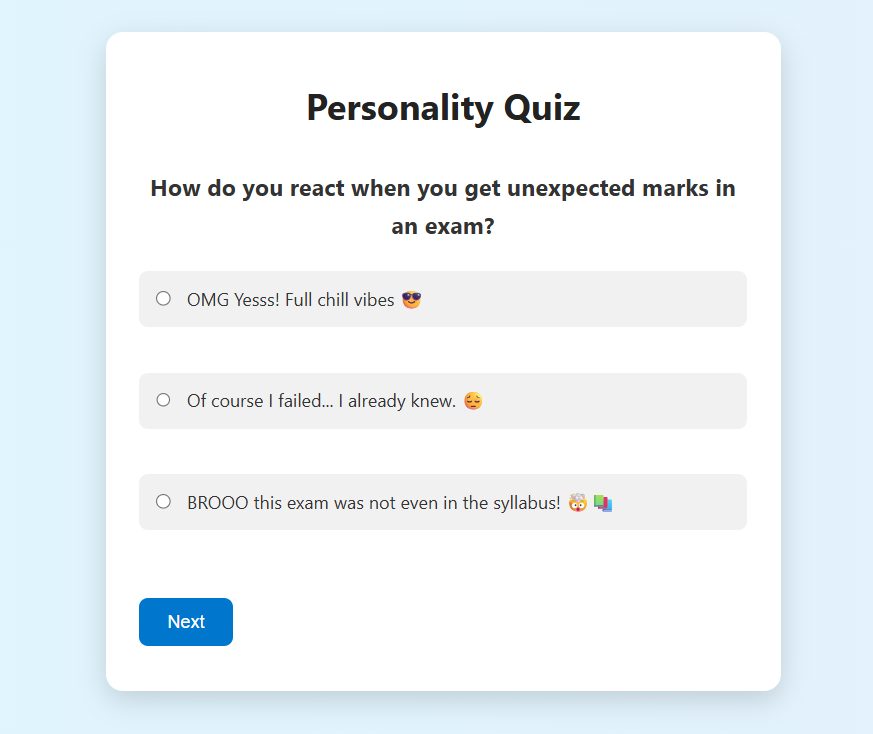 Personality Quiz
How do you react when you get unexpected marks in
an exam?
OMG Yesss! Full chill vibes 😎
Of course I failed... I already knew. 🥲
BROOO this exam was not even in the syllabus! 🤯 📚
Next